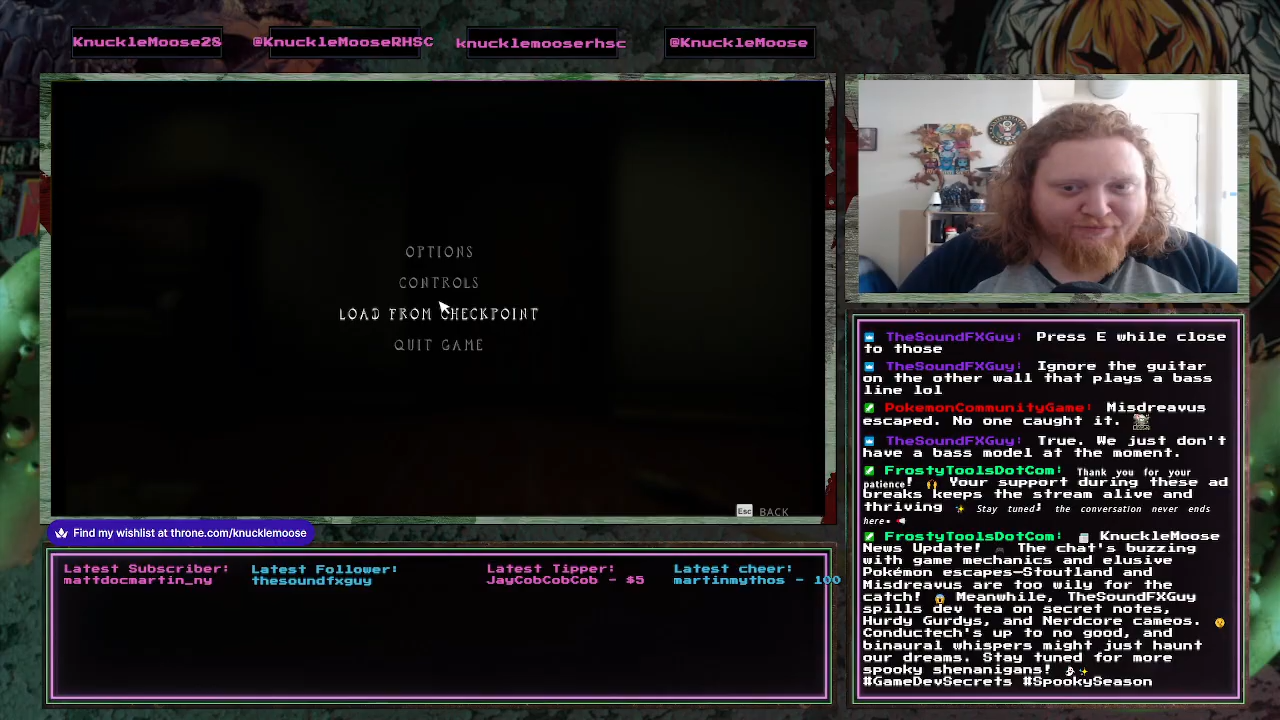 KnuckleMoose28
@KnuckleMooseRHSC
knucklemooserhsc
@KnuckleMoose
OPTIONS
CONTROLS
LOAD FROM CHECKPOINT
QUIT GAME
Esc BACK
Find my wishlist at throne.com/knucklemoose
Latest Subscriber:
mattdocmartin_ny
Latest Follower:
thesoundfxguy
Latest Tipper:
JayCobCobCob - $5
Latest cheer:
martinmythos - 100
TheSoundFXGuy: Press E while close
to those
TheSoundFXGuy: Ignore the guitar
on the other wall that plays a bass
line lol
PokemonCommunityGame: Misdreavus
escaped. No one caught it.
TheSoundFXGuy: True. We just don't
have a bass model at the moment.
FrostyToolsDotCom: Thank you for your
patience! 🙌 Your support during these ad
breaks keeps the stream alive and
thriving ✨ Stay tuned! the conversation never ends
here• 📢
FrostyToolsDotCom: 📰 KnuckleMoose
News Update! 🎮 The chat's buzzing
with game mechanics and elusive
Pokémon escapes—Stoutland and
Misdreavus are too wily for the
catch! 😱 Meanwhile, TheSoundFXGuy
spills dev tea on secret notes,
Hurdy Gurdys, and Nerdcore cameos. 🤫
Conductech's up to no good, and
binaural whispers might just haunt
our dreams. Stay tuned for more
spooky shenanigans! 👻✨
#GameDevSecrets #SpookySeason